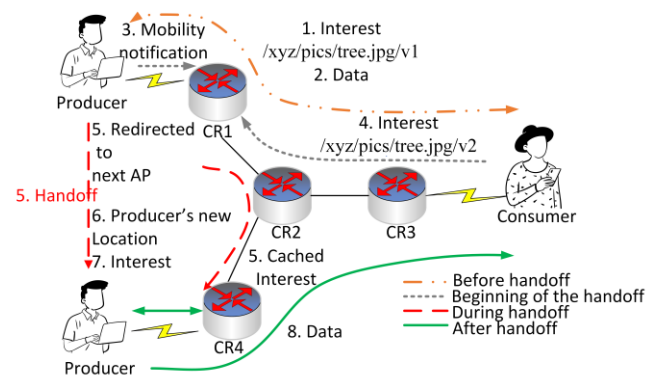 3. Mobility
notification
1. Interest
/xyz/pics/tree.jpg/v1
2. Data
Producer
CR1
4. Interest
/xyz/pics/tree.jpg/v2
5. Redirected
to
next AP
5. Handoff
6. Producer's new
Location
7. Interest
CR2
CR3
Consumer
5. Cached
Interest
Before handoff
Beginning of the handoff
During handoff
After handoff
8. Data
CR4
Producer